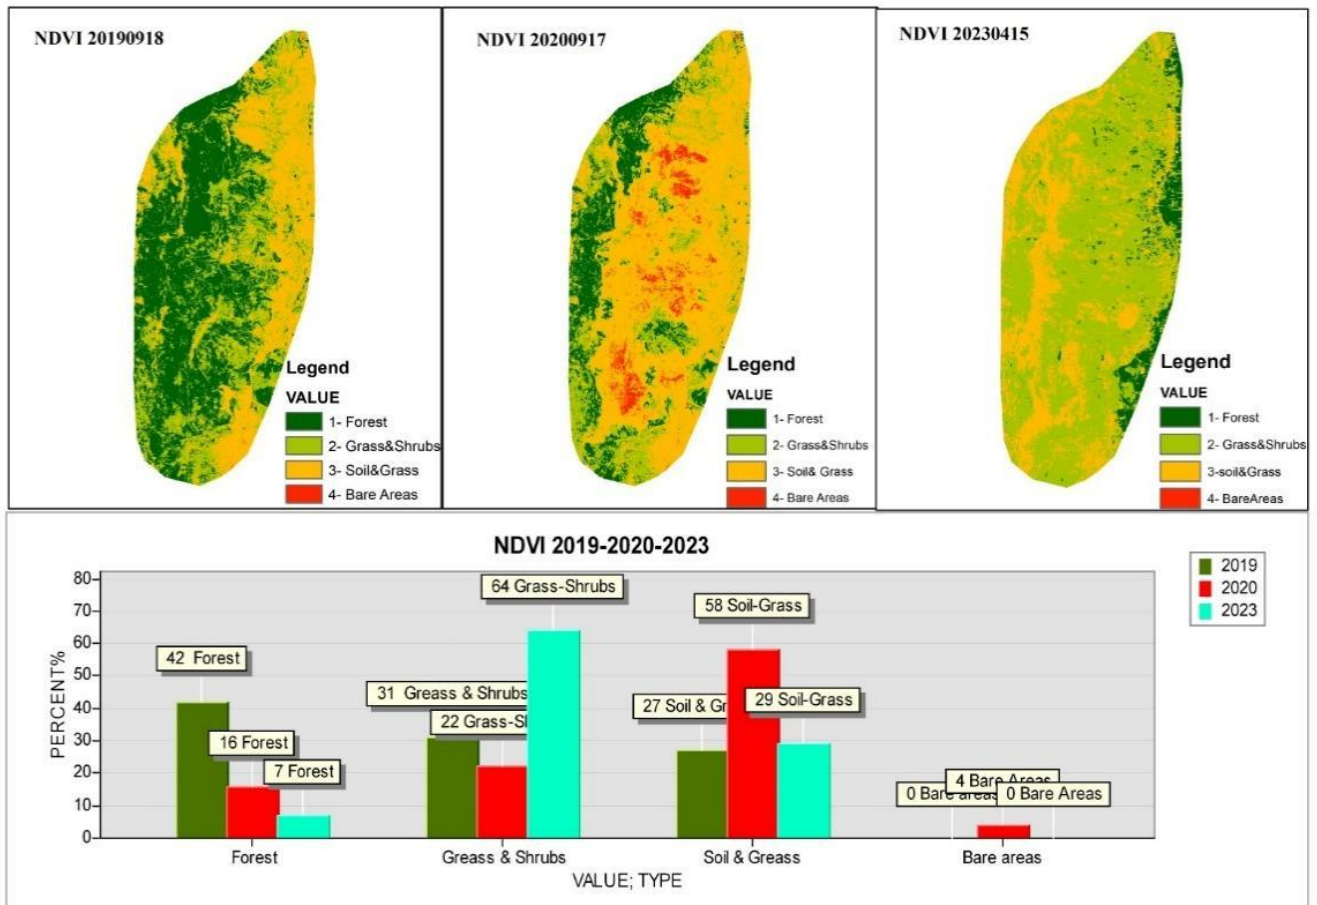 NDVI 20190918
Legend
VALUE
1- Forest
2- Grass&Shrubs
3- Soil&Grass
4- Bare Areas
NDVI 20200917
Legend
VALUE
1- Forest
2- Grass&Shrubs
3- Soil& Grass
4- Bare Areas
NDVI 20230415
Legend
VALUE
1- Forest
2- Grass&Shrubs
3-soil&Grass
4- BareAreas
NDVI 2019-2020-2023
2019
2020
2023
PERCENT%
80
70
60
50
40
30
20
10
0
42 Forest
16 Forest
7 Forest
31 Greass & Shrubs
22 Grass-
64 Grass-Shrubs
27 Soil &
58 Soil-Grass
29 Soil-Grass
0 Bare areas
4 Bare Areas
0 Bare Areas
Forest
Greass & Shrubs
Soil & Greass
Bare areas
VALUE; TYPE